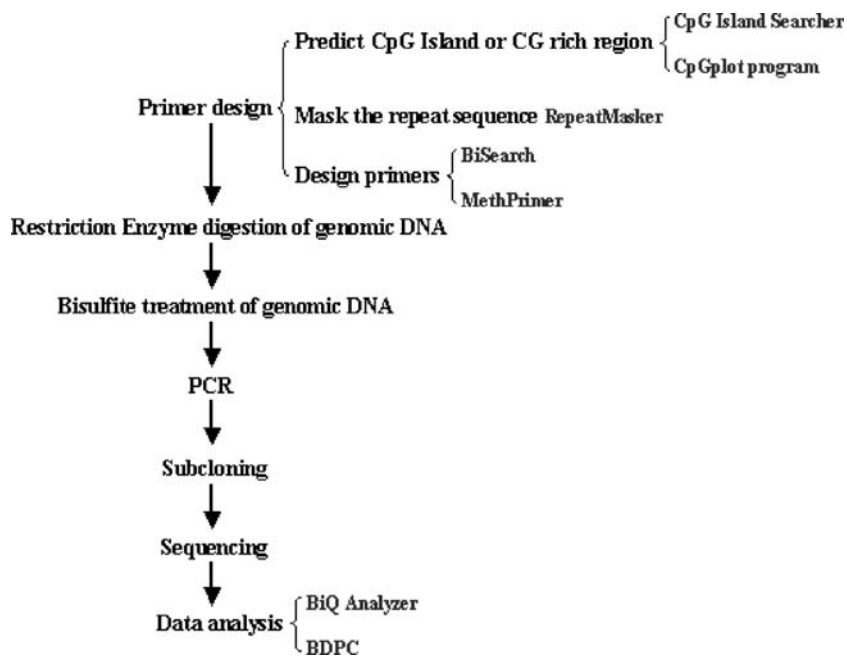 CpG Island Searcher
Predict CpG Island or CG rich region
CpGplot program
Primer design
Mask the repeat sequence RepeatMasker
BiSearch
Design primers
MethPrimer
Restriction Enzyme digestion of genomic DNA
Bisulfite treatment of genomic DNA
PCR
Subcloning
Sequencing
BiQ Analyzer
Data analysis
BDPC